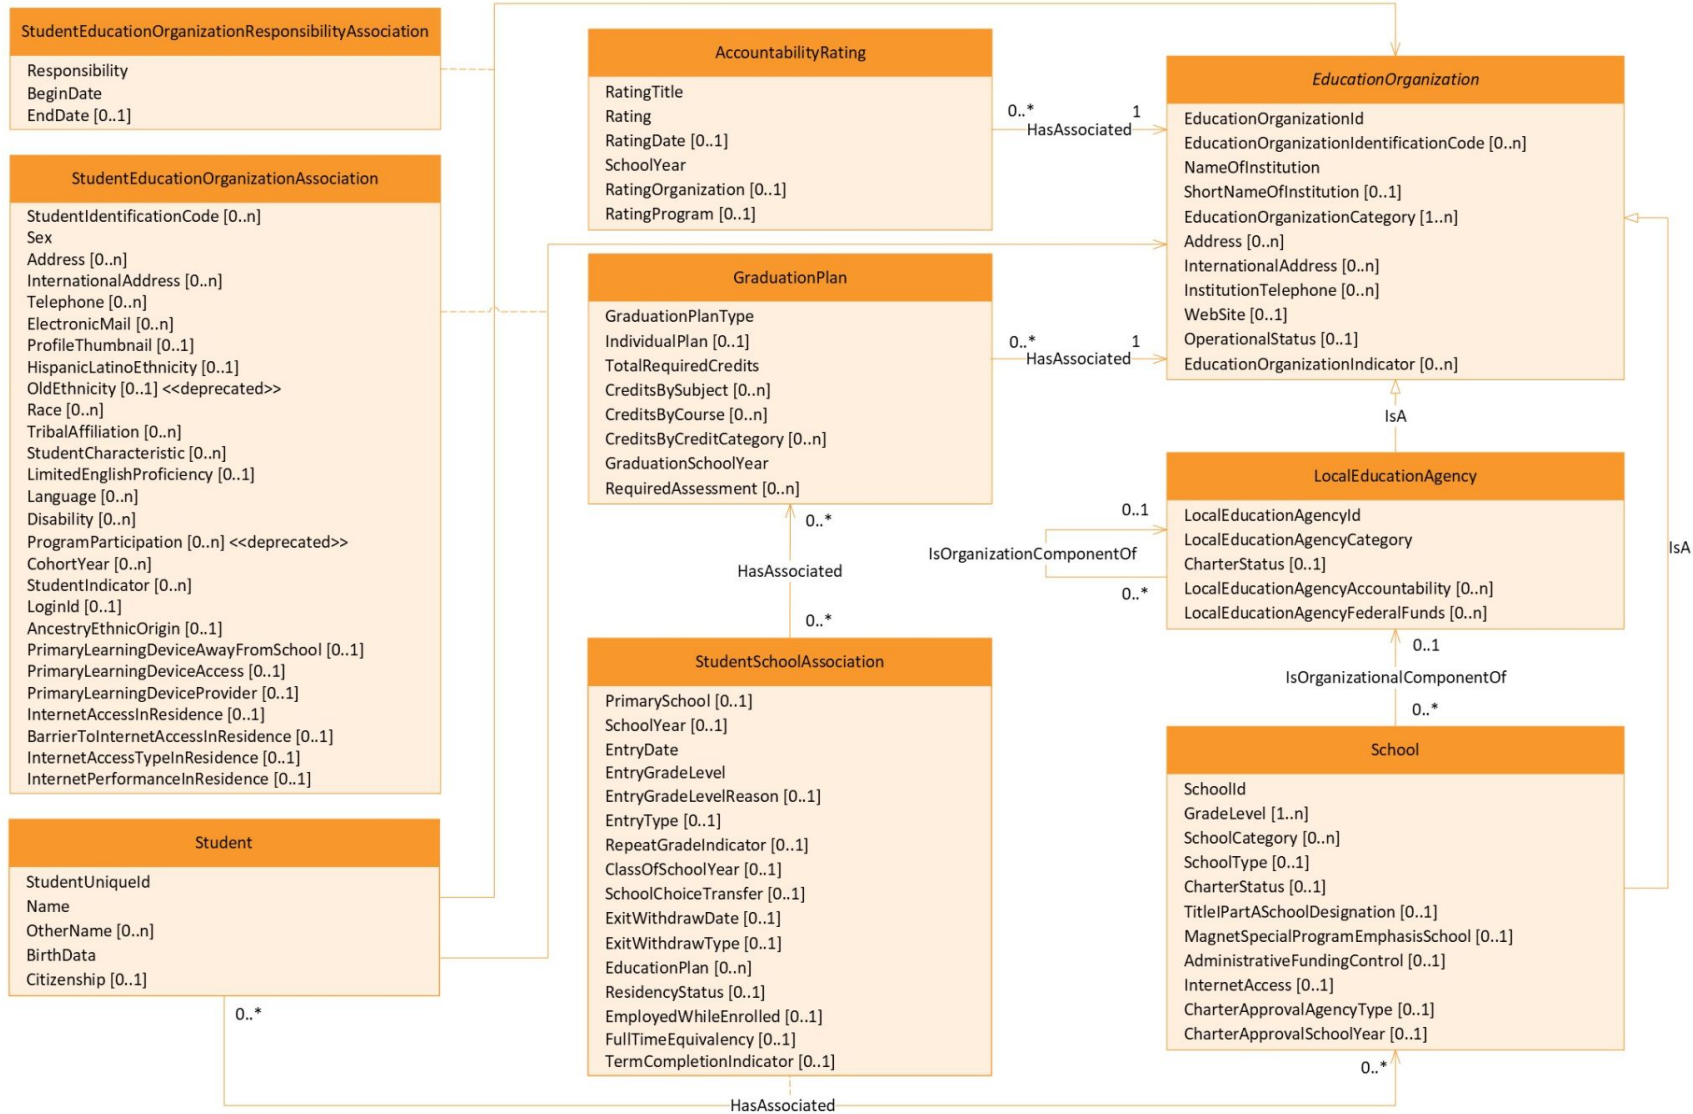 StudentEducationOrganizationResponsibilityAssociation
Responsibility
BeginDate
EndDate [0..1]
StudentEducationOrganizationAssociation
StudentIdentificationCode [0..n]
Sex
Address [0..n]
InternationalAddress [0..n]
Telephone [0..n]
ElectronicMail [0..n]
ProfileThumbnail [0..1]
HispanicLatinoEthnicity [0..1]
OldEthnicity [0..1] <<deprecated>>
Race [0..n]
TribalAffiliation [0..n]
StudentCharacteristic [0..n]
LimitedEnglishProficiency [0..1]
Language [0..n]
Disability [0..n]
ProgramParticipation [0..n] <<deprecated>>
CohortYear [0..n]
StudentIndicator [0..n]
LoginId [0..1]
AncestryEthnicOrigin [0..1]
PrimaryLearningDeviceAwayFromSchool [0..1]
PrimaryLearningDeviceAccess [0..1]
PrimaryLearningDeviceProvider [0..1]
InternetAccessInResidence [0..1]
BarrierToInternetAccessInResidence [0..1]
InternetAccessTypeInResidence [0..1]
InternetPerformanceInResidence [0..1]
Student
StudentUniqueId
Name
OtherName [0..n]
BirthData
Citizenship [0..1]
0..*
AccountabilityRating
RatingTitle
Rating
RatingDate [0..1]
SchoolYear
RatingOrganization [0..1]
RatingProgram [0..1]
0..*
1
HasAssociated
GraduationPlan
GraduationPlanType
IndividualPlan [0..1]
TotalRequiredCredits
CreditsBySubject [0..n]
CreditsByCourse [0..n]
CreditsByCreditCategory [0..n]
GraduationSchoolYear
RequiredAssessment [0..n]
0..*
1
HasAssociated
0..*
HasAssociated
0..*
StudentSchoolAssociation
PrimarySchool [0..1]
SchoolYear [0..1]
EntryDate
EntryGradeLevel
EntryGradeLevelReason [0..1]
EntryType [0..1]
RepeatGradeIndicator [0..1]
ClassOfSchoolYear [0..1]
SchoolChoiceTransfer [0..1]
ExitWithdrawDate [0..1]
ExitWithdrawType [0..1]
EducationPlan [0..n]
ResidencyStatus [0..1]
EmployedWhileEnrolled [0..1]
FullTimeEquivalency [0..1]
TermCompletionIndicator [0..1]
HasAssociated
EducationOrganization
EducationOrganizationId
EducationOrganizationIdentificationCode [0..n]
NameOfInstitution
ShortNameOfInstitution [0..1]
EducationOrganizationCategory [1..n]
Address [0..n]
InternationalAddress [0..n]
InstitutionTelephone [0..n]
WebSite [0..1]
OperationalStatus [0..1]
EducationOrganizationIndicator [0..n]
IsA
LocalEducationAgency
LocalEducationAgencyId
LocalEducationAgencyCategory
CharterStatus [0..1]
LocalEducationAgencyAccountability [0..n]
LocalEducationAgencyFederalFunds [0..n]
0..1
IsOrganizationComponentOf
0..*
IsA
0..1
IsOrganizationalComponentOf
0..*
School
SchoolId
GradeLevel [1..n]
SchoolCategory [0..n]
SchoolType [0..1]
CharterStatus [0..1]
TitleIPartASchoolDesignation [0..1]
MagnetSpecialProgramEmphasisSchool [0..1]
AdministrativeFundingControl [0..1]
InternetAccess [0..1]
CharterApprovalAgencyType [0..1]
CharterApprovalSchoolYear [0..1]
0..*